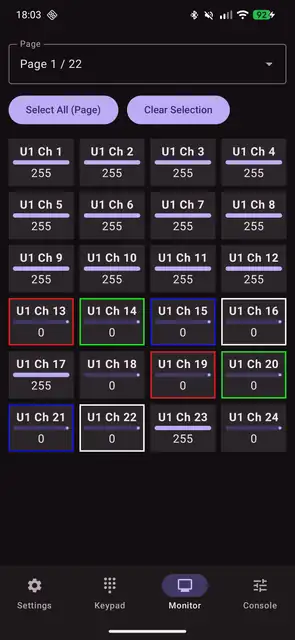 18:03 92
Page
Page 1 / 22
Select All (Page) Clear Selection
U1 Ch 1 U1 Ch 2 U1 Ch 3 U1 Ch 4
255 255 255 255
U1 Ch 5 U1 Ch 6 U1 Ch 7 U1 Ch 8
255 255 255 255
U1 Ch 9 U1 Ch 10 U1 Ch 11 U1 Ch 12
255 255 255 255
U1 Ch 13 U1 Ch 14 U1 Ch 15 U1 Ch 16
0 0 0 0
U1 Ch 17 U1 Ch 18 U1 Ch 19 U1 Ch 20
255 0 0 0
U1 Ch 21 U1 Ch 22 U1 Ch 23 U1 Ch 24
0 0 255 0
Settings Keypad Monitor Console